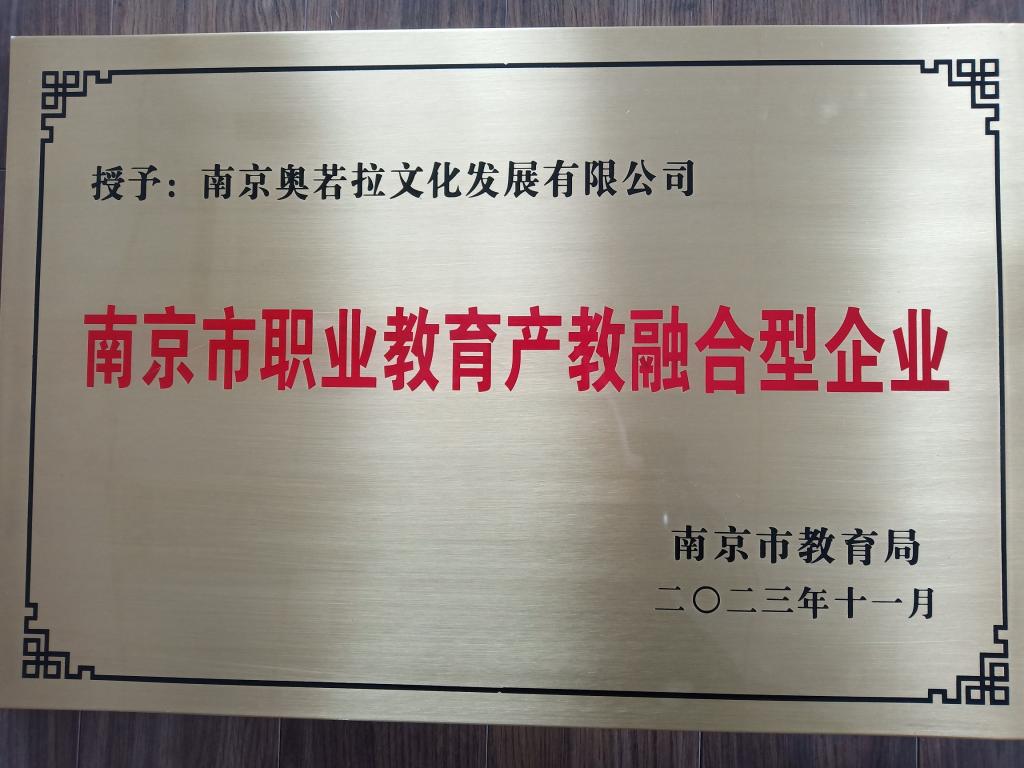 授予：南京奥若拉文化发展有限公司
南京市职业教育产教融合型企业
南京市教育局
二〇二三年十一月